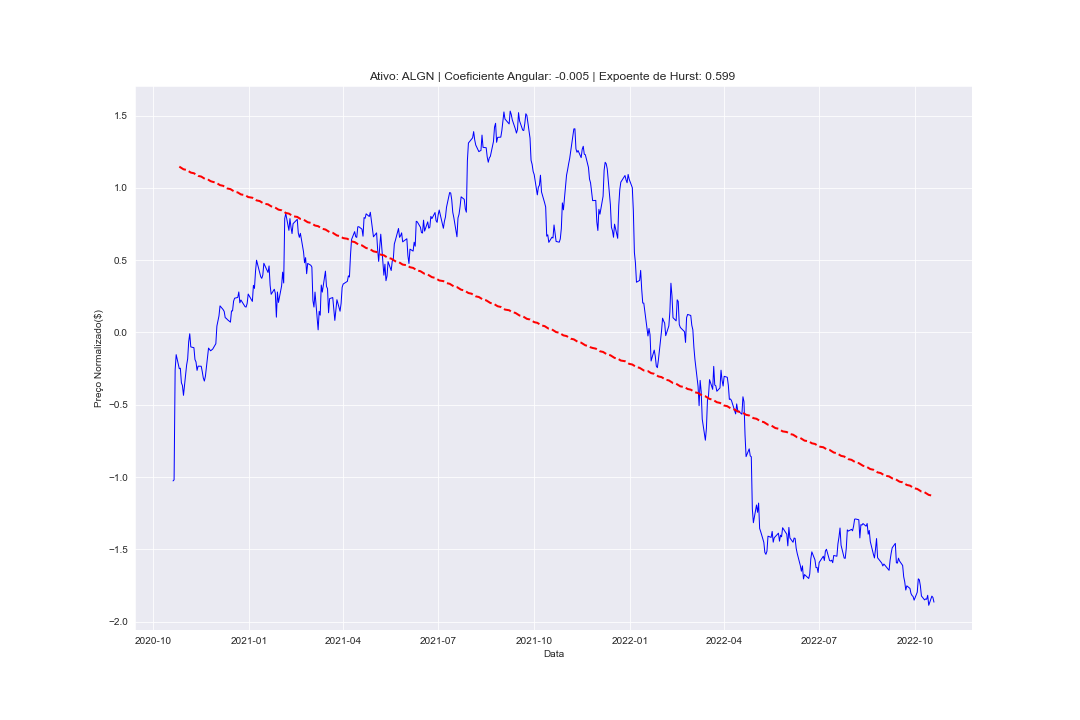 Ativo: ALGN | Coeficiente Angular: -0.005 | Expoente de Hurst: 0.599
Preço Normalizado($)
1.5
1.0
0.5
0.0
−0.5
−1.0
−1.5
−2.0
2020-10 2021-01 2021-04 2021-07 2021-10 2022-01 2022-04 2022-07 2022-10
Data